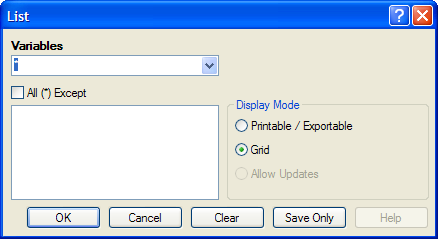 List
?
Variables
*
All (*) Except
Display Mode
Printable / Exportable
Grid
Allow Updates
OK
Cancel
Clear
Save Only
Help